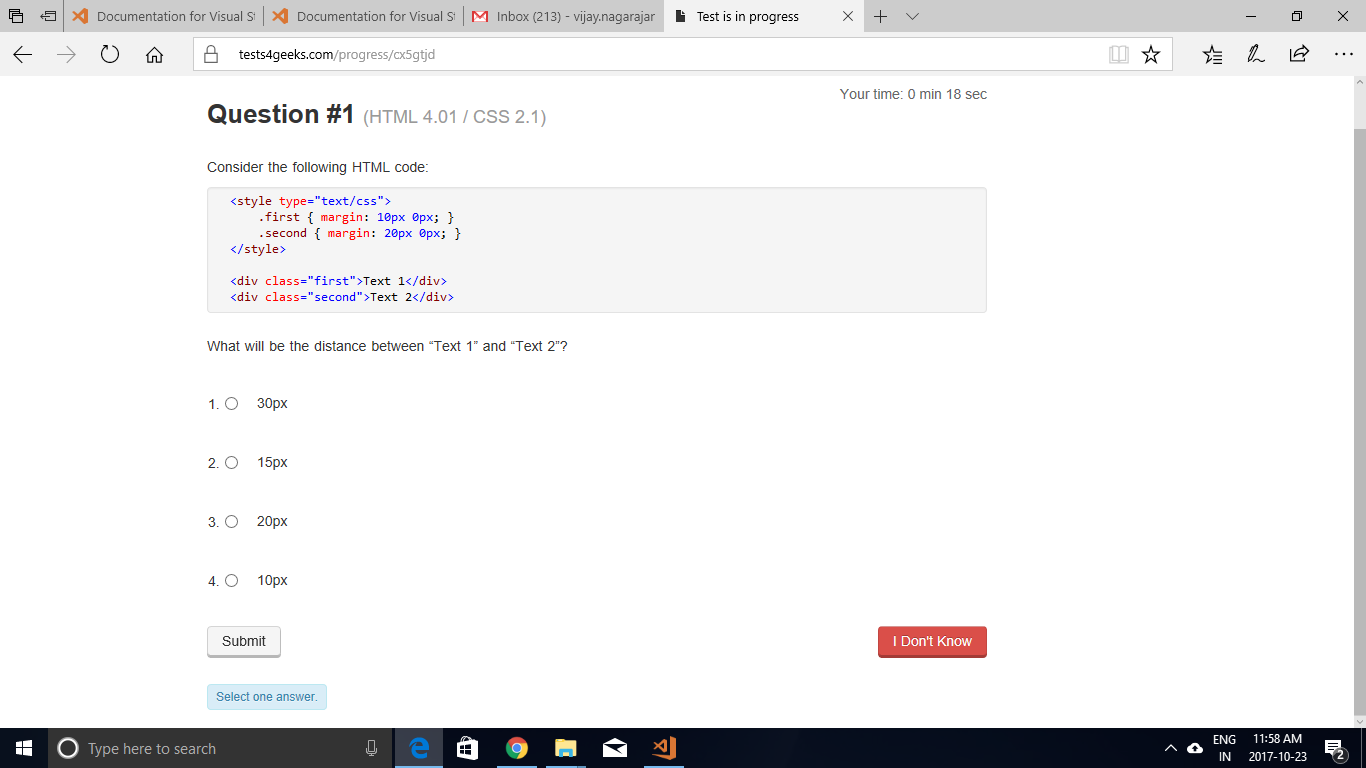 Documentation for Visual St
Documentation for Visual St
Inbox (213) - vijay.nagarajar
Test is in progress
tests4geeks.com/progress/cx5gtjd
Your time: 0 min 18 sec
Question #1 (HTML 4.01 / CSS 2.1)
Consider the following HTML code:
<style type="text/css">
    .first { margin: 10px 0px; }
    .second { margin: 20px 0px; }
</style>
<div class="first">Text 1</div>
<div class="second">Text 2</div>
What will be the distance between “Text 1” and “Text 2”?
1. 30px
2. 15px
3. 20px
4. 10px
Submit
I Don't Know
Select one answer.
Type here to search
ENG
IN
11:58 AM
2017-10-23
2